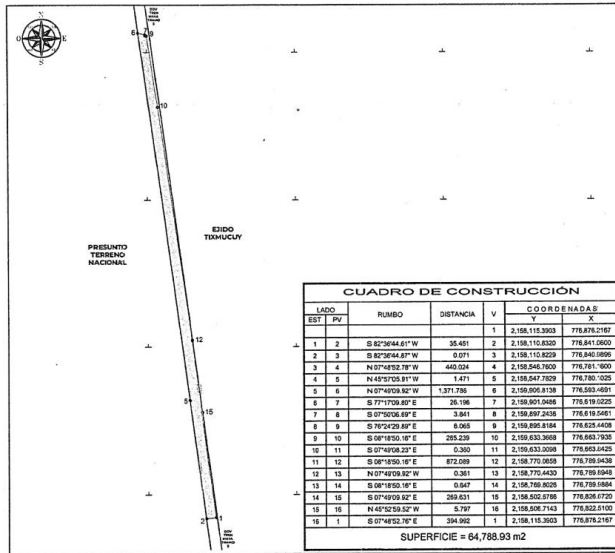 N
O
E
S
6
7
9
10
EJIDO
TIXMUCUY
PRESUNTO
TERRENO
NACIONAL
12
5
15
2
1
CUADRO DE CONSTRUCCIÓN
LADO RUMBO DISTANCIA V COORDENADAS
EST PV Y X
1 2,158,115.3903 776,876.2167
1 2 S 82°36'44.61" W 35.451 2 2,158,110.8320 776,841.0600
2 3 S 82°36'44.87" W 0.071 3 2,158,110.8229 776,840.9895
3 4 N 07°48'52.78" W 440.024 4 2,158,546.7600
4 5 N 45°57'05.91" W 1.471 5 2,158,547.7829
5 6 N 07°49'09.92" W 1,371.786 6 2,159,906.8138 776,593.4691
6 7 S 77°17'09.80" E 26.196 7 2,159,901.0486 776,619.0225
7 8 S 07°50'06.69" E 3.841 8 2,159,897.2436 776,619.5461
8 9 S 76°24'29.89" E 6.065 9 2,159,895.8184 776,625.4408
9 10 S 08°18'50.16" E 265.239 10 2,159,633.3668 776,663.7935
10 11 S 07°49'08.23" E 0.360 11 2,159,633.0098 776,663.8425
11 12 S 08°18'50.16" E 872.089 12 2,158,770.0858 776,789.9438
12 13 N 07°49'09.92" W 0.361 13 2,158,770.4430 776,789.8948
13 14 S 08°18'50.16" E 0.647 14 2,158,769.8026 776,789.9884
14 15 S 07°49'09.92" E 269.631 15 2,158,502.6786 776,826.6720
15 16 N 45°52'59.52" W 5.797 16 2,158,506.7143 776,822.5100
16 1 S 07°48'52.76" E 394.992 1 2,158,115.3903 776,876.2167
SUPERFICIE = 64,788.93 m2